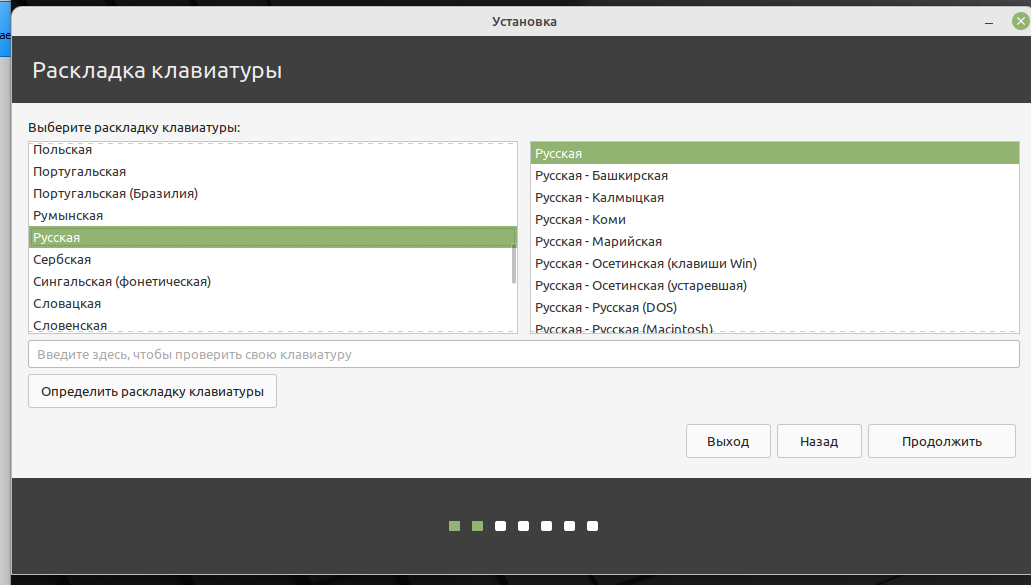 Установка
ае
Раскладка клавиатуры
Выберите раскладку клавиатуры:
Польская
Португальская
Португальская (Бразилия)
Румынская
Русская
Сербская
Сингальская (фонетическая)
Словацкая
Словенская
Русская
Русская - Башкирская
Русская - Калмыцкая
Русская - Коми
Русская - Марийская
Русская - Осетинская (клавиши Win)
Русская - Осетинская (устаревшая)
Русская - Русская (DOS)
Русская - Русская (Macintosh)
Введите здесь, чтобы проверить свою клавиатуру
Определить раскладку клавиатуры
Выход
Назад
Продолжить